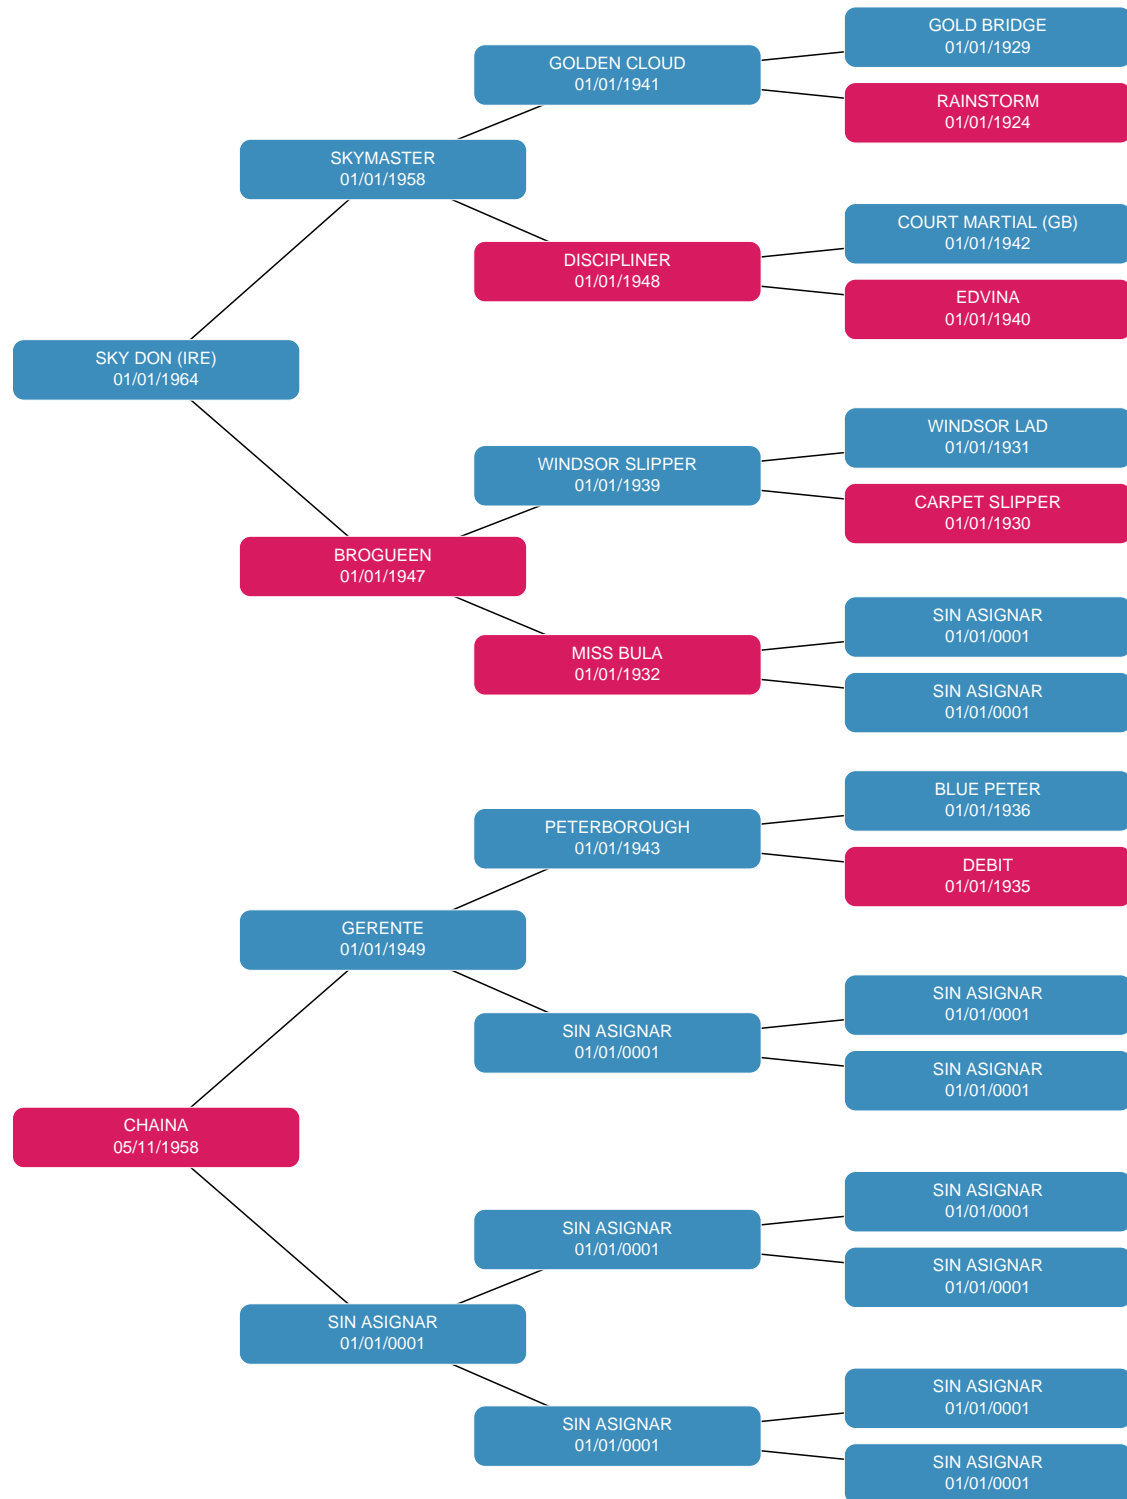 GOLD BRIDGE
01/01/1929
GOLDEN CLOUD
01/01/1941
RAINSTORM
01/01/1924
SKYMASTER
01/01/1958
COURT MARTIAL (GB)
01/01/1942
DISCIPLINER
01/01/1948
EDVINA
01/01/1940
SKY DON (IRE)
01/01/1964
WINDSOR LAD
01/01/1931
WINDSOR SLIPPER
01/01/1939
CARPET SLIPPER
01/01/1930
BROGUEEN
01/01/1947
SIN ASIGNAR
01/01/0001
MISS BULA
01/01/1932
SIN ASIGNAR
01/01/0001
BLUE PETER
01/01/1936
PETERBOROUGH
01/01/1943
DEBIT
01/01/1935
GERENTE
01/01/1949
SIN ASIGNAR
01/01/0001
SIN ASIGNAR
01/01/0001
SIN ASIGNAR
01/01/0001
CHAINA
05/11/1958
SIN ASIGNAR
01/01/0001
SIN ASIGNAR
01/01/0001
SIN ASIGNAR
01/01/0001
SIN ASIGNAR
01/01/0001
SIN ASIGNAR
01/01/0001
SIN ASIGNAR
01/01/0001
SIN ASIGNAR
01/01/0001